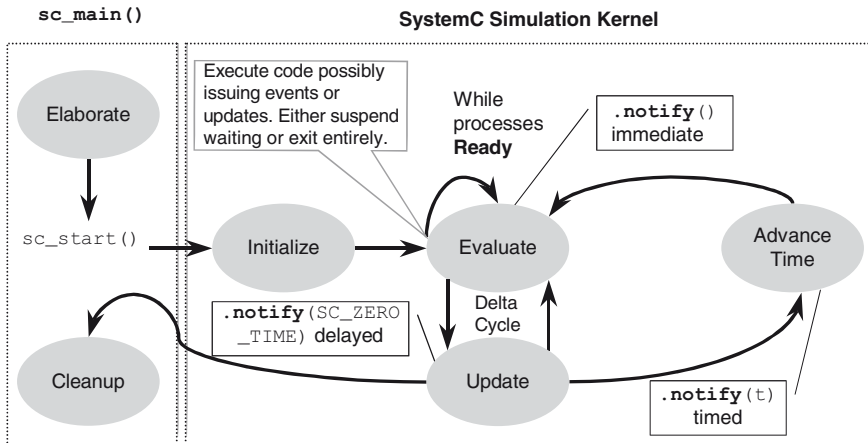 sc_main()
SystemC Simulation Kernel
Elaborate
sc_start()
Cleanup
Execute code possibly
issuing events or
updates. Either suspend
waiting or exit entirely.
While
processes
Ready
.notify()
immediate
Initialize
Evaluate
Advance
Time
.notify(SC_ZERO
_TIME) delayed
Delta
Cycle
Update
.notify(t)
timed